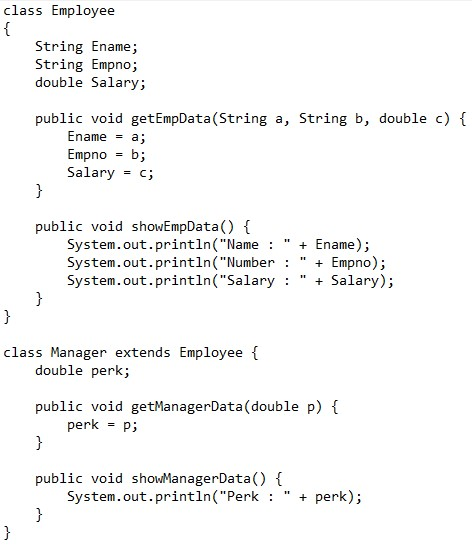 class Employee
{
    String Ename;
    String Empno;
    double Salary;

    public void getEmpData(String a, String b, double c) {
        Ename = a;
        Empno = b;
        Salary = c;
    }

    public void showEmpData() {
        System.out.println("Name : " + Ename);
        System.out.println("Number : " + Empno);
        System.out.println("Salary : " + Salary);
    }
}

class Manager extends Employee {
    double perk;

    public void getManagerData(double p) {
        perk = p;
    }

    public void showManagerData() {
        System.out.println("Perk : " + perk);
    }
}